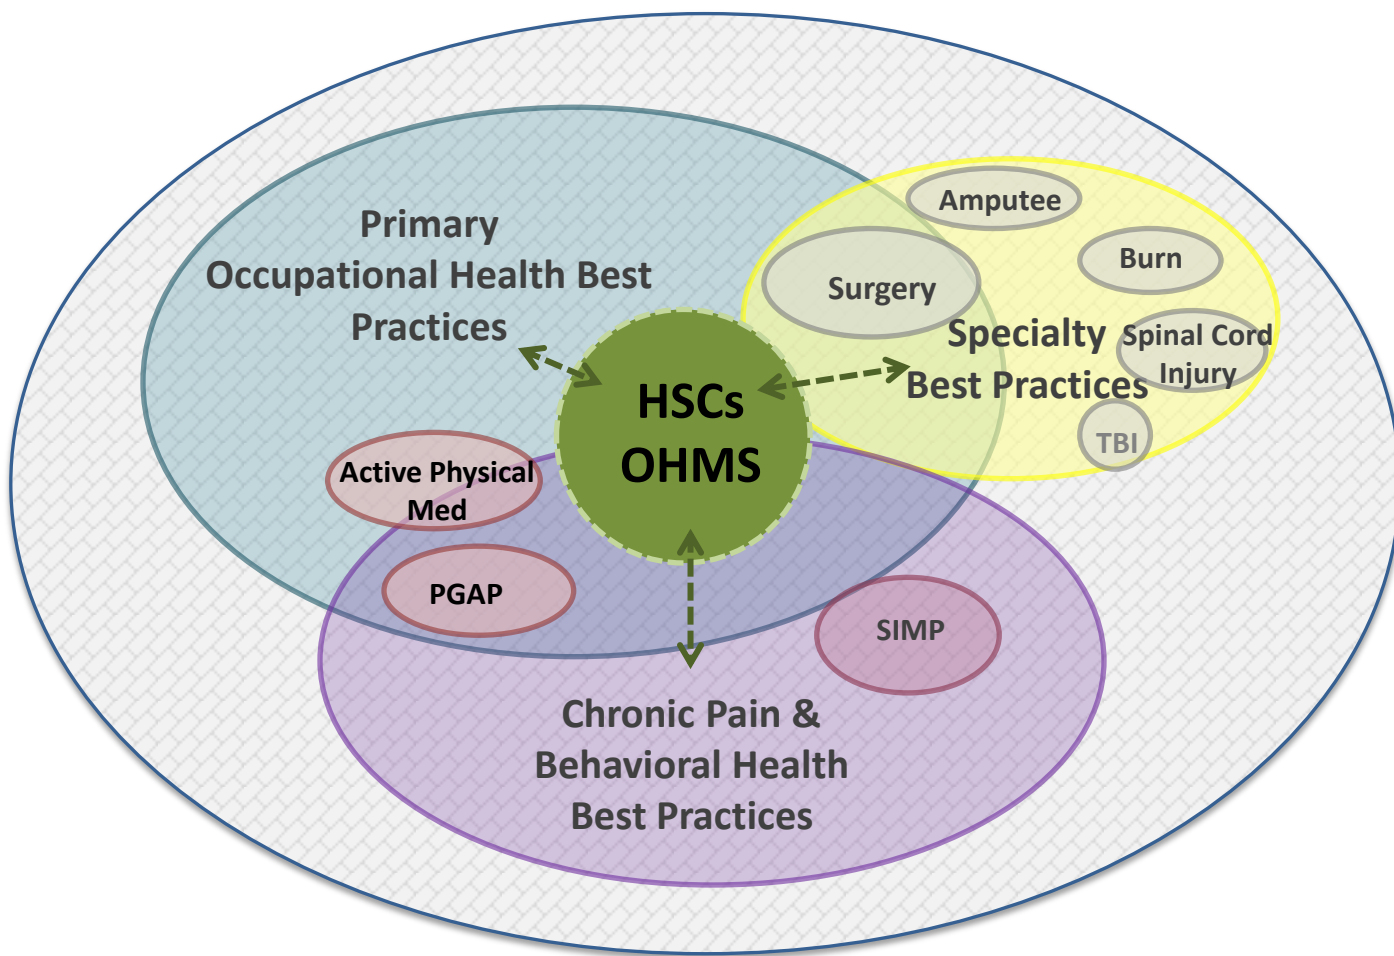 Primary
Occupational Health Best
Practices
Amputee
Burn
Surgery
Specialty
Best Practices
Spinal Cord
Injury
TBI
HSCs
OHMS
Active Physical
Med
PGAP
SIMP
Chronic Pain &
Behavioral Health
Best Practices